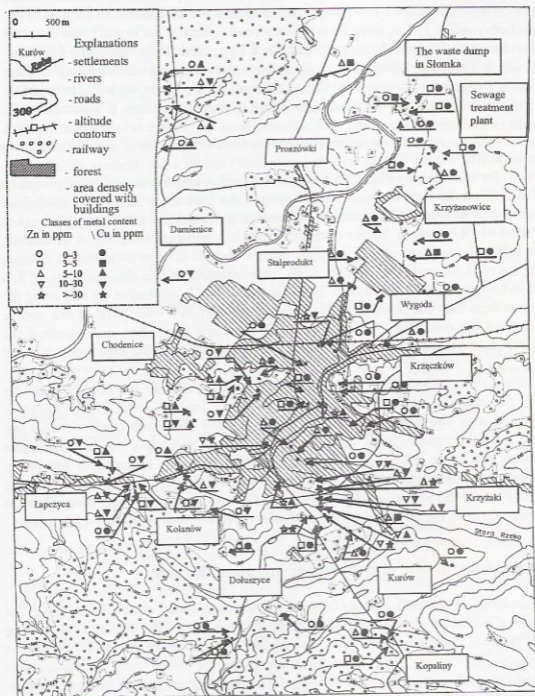 0 500 m
Explanations
Kurów
Raba
- settlements
- rivers
- roads
300
- altitude
contours
- railway
- forest
- area densely
covered with
buildings
Classes of metal content
Zn in ppm Cu in ppm
0-3
3-5
5-10
10-30
>30
The waste dump
in Słomka
Sewage
treatment
plant
Proszówki
Krzyżanowice
Damienice
Stalprodukt
Wygoda
Chodenice
Krzęczków
Łapczyca
Kolanów
Krzyżaki
Stara Rzeka
Dołuszyce
Kurów
Kopaliny